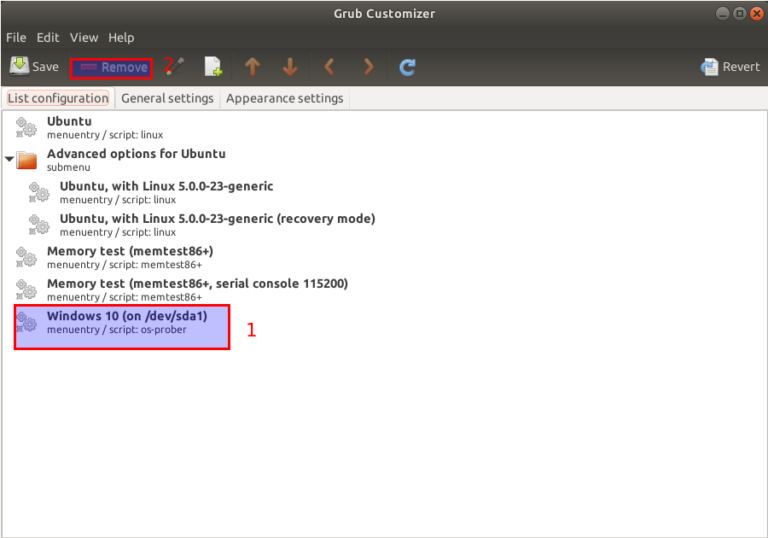 Grub Customizer
File Edit View Help
Save Remove 2 Revert
List configuration General settings Appearance settings
Ubuntu
menuentry / script: linux
Advanced options for Ubuntu
submenu
Ubuntu, with Linux 5.0.0-23-generic
menuentry / script: linux
Ubuntu, with Linux 5.0.0-23-generic (recovery mode)
menuentry / script: linux
Memory test (memtest86+)
menuentry / script: memtest86+
Memory test (memtest86+, serial console 115200)
menuentry / script: memtest86+
Windows 10 (on /dev/sda1)
menuentry / script: os-prober
1